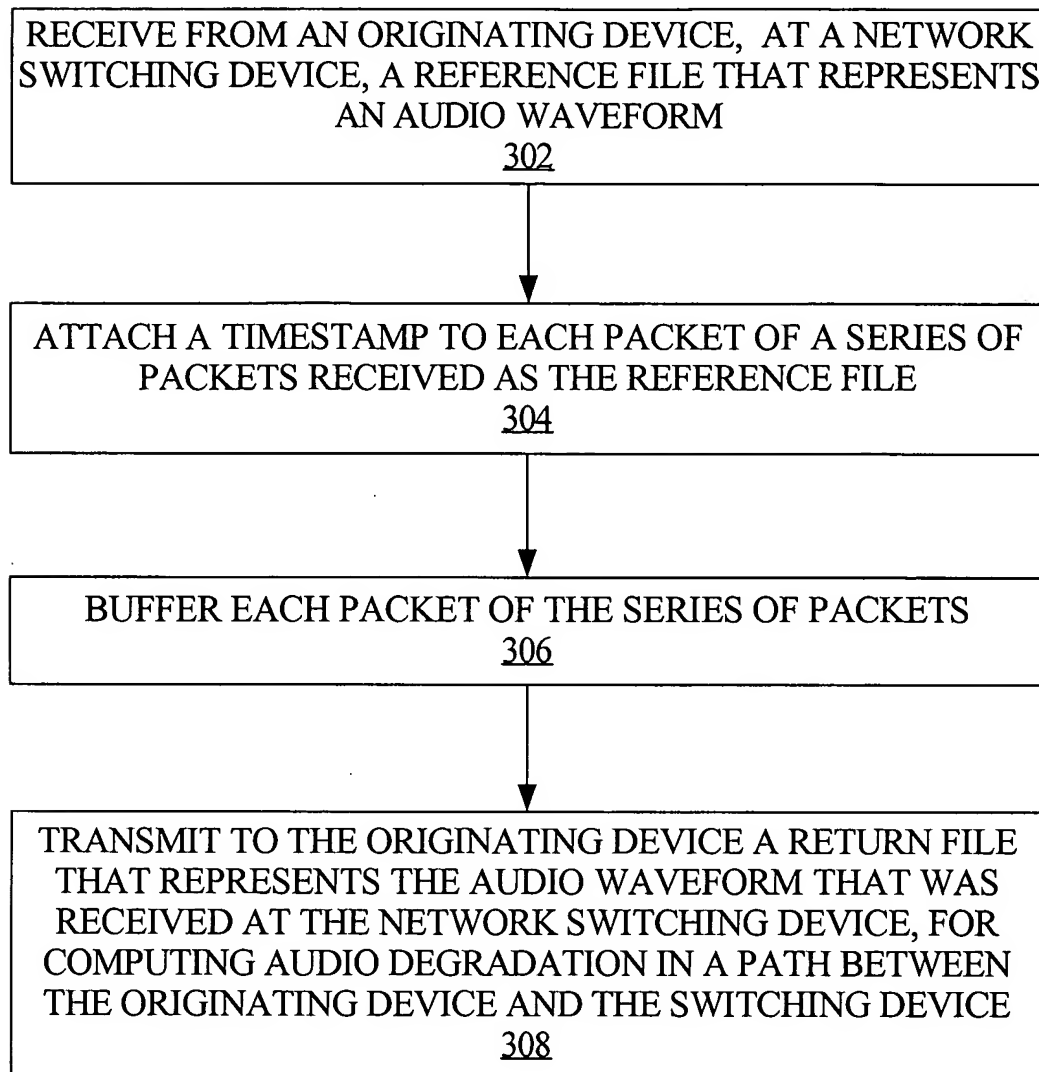 RECEIVE FROM AN ORIGINATING DEVICE, AT A NETWORK
SWITCHING DEVICE, A REFERENCE FILE THAT REPRESENTS
AN AUDIO WAVEFORM
302
ATTACH A TIMESTAMP TO EACH PACKET OF A SERIES OF
PACKETS RECEIVED AS THE REFERENCE FILE
304
BUFFER EACH PACKET OF THE SERIES OF PACKETS
306
TRANSMIT TO THE ORIGINATING DEVICE A RETURN FILE
THAT REPRESENTS THE AUDIO WAVEFORM THAT WAS
RECEIVED AT THE NETWORK SWITCHING DEVICE, FOR
COMPUTING AUDIO DEGRADATION IN A PATH BETWEEN
THE ORIGINATING DEVICE AND THE SWITCHING DEVICE
308